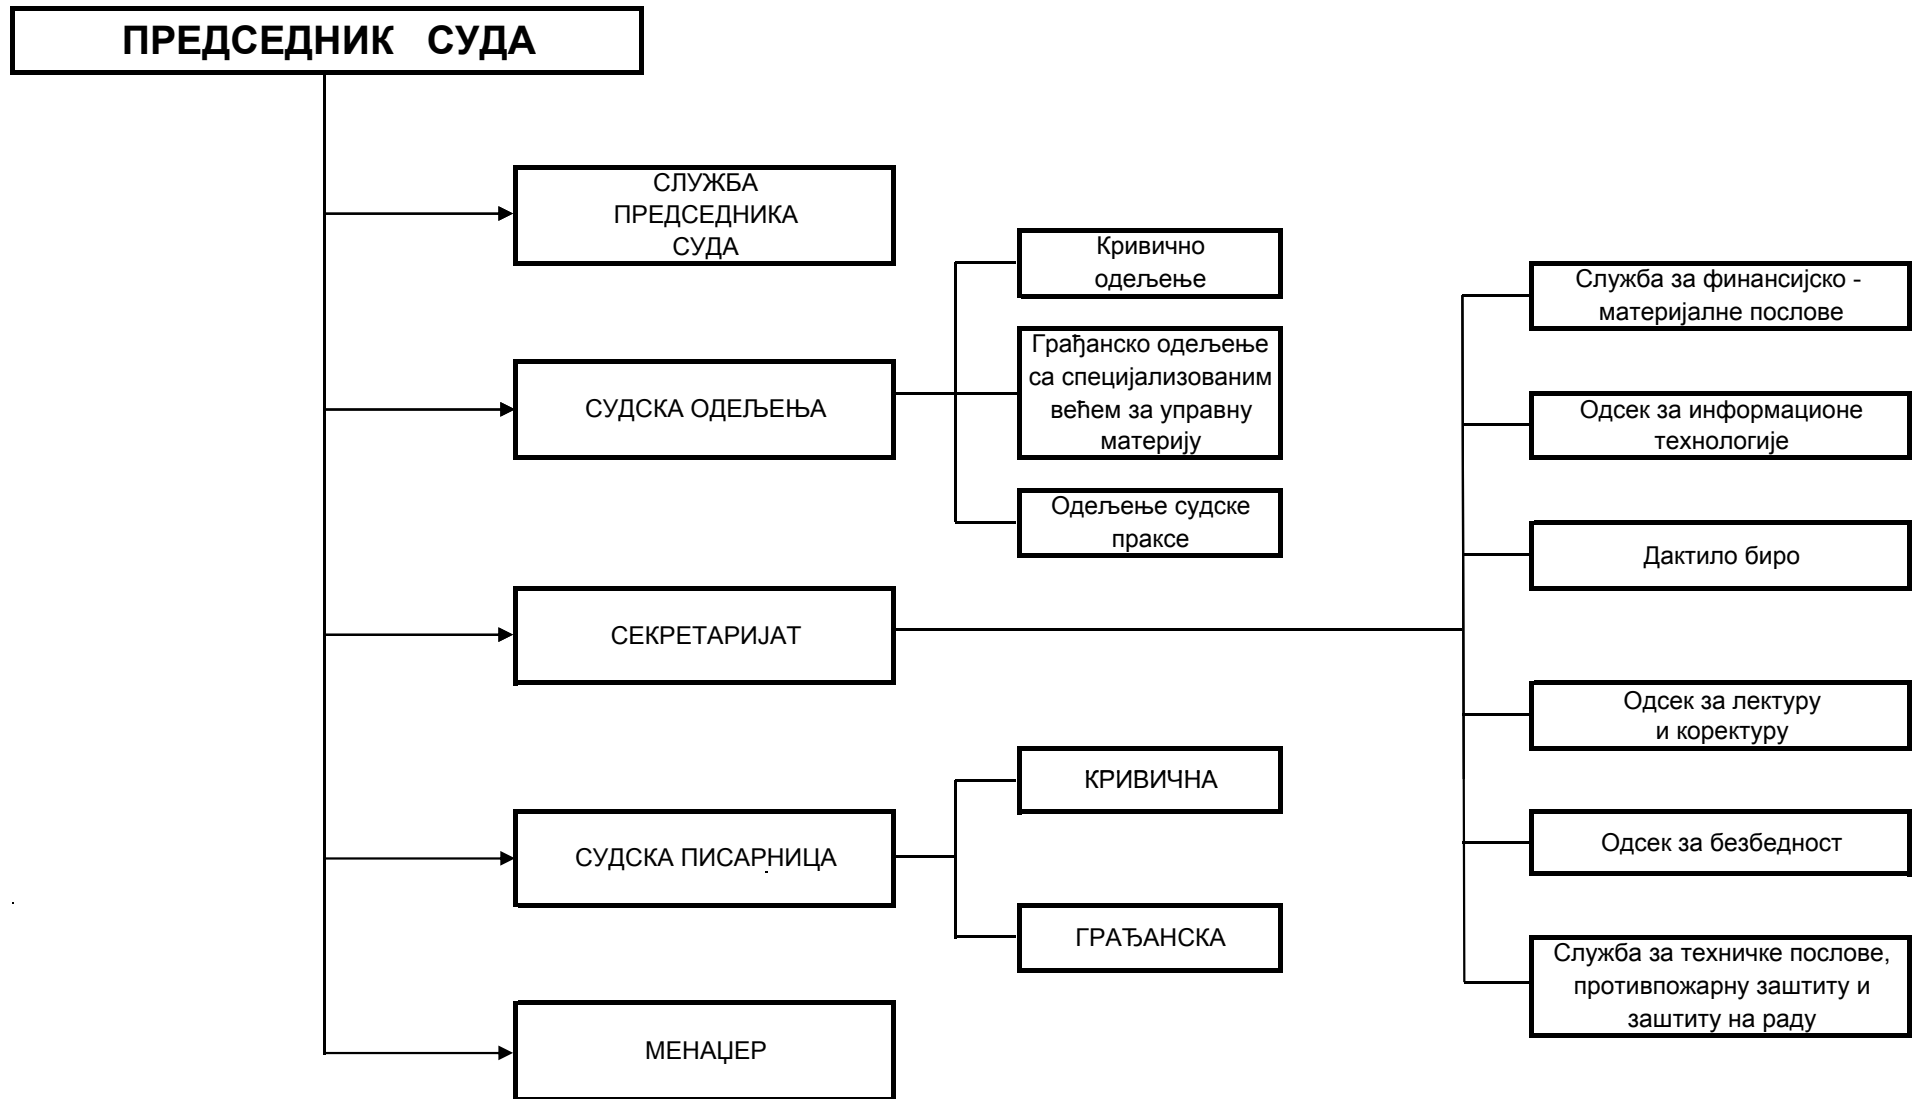 ПРЕДСЕДНИК СУДА
СЛУЖБА
ПРЕДСЕДНИКА
СУДА
СУДСКА ОДЕЉЕЊА
Кривично
одељење
Грађанско одељење
са специјализованим
већем за управну
материју
Одељење судске
праксе
СЕКРЕТАРИЈАТ
Служба за финансијско -
материјалне послове
Одсек за информационе
технологије
Дактило биро
Одсек за лектуру
и коректуру
Одсек за безбедност
Служба за техничке послове,
противпожарну заштиту и
заштиту на раду
СУДСКА ПИСАРНИЦА
КРИВИЧНА
ГРАЂАНСКА
МЕНАЏЕР